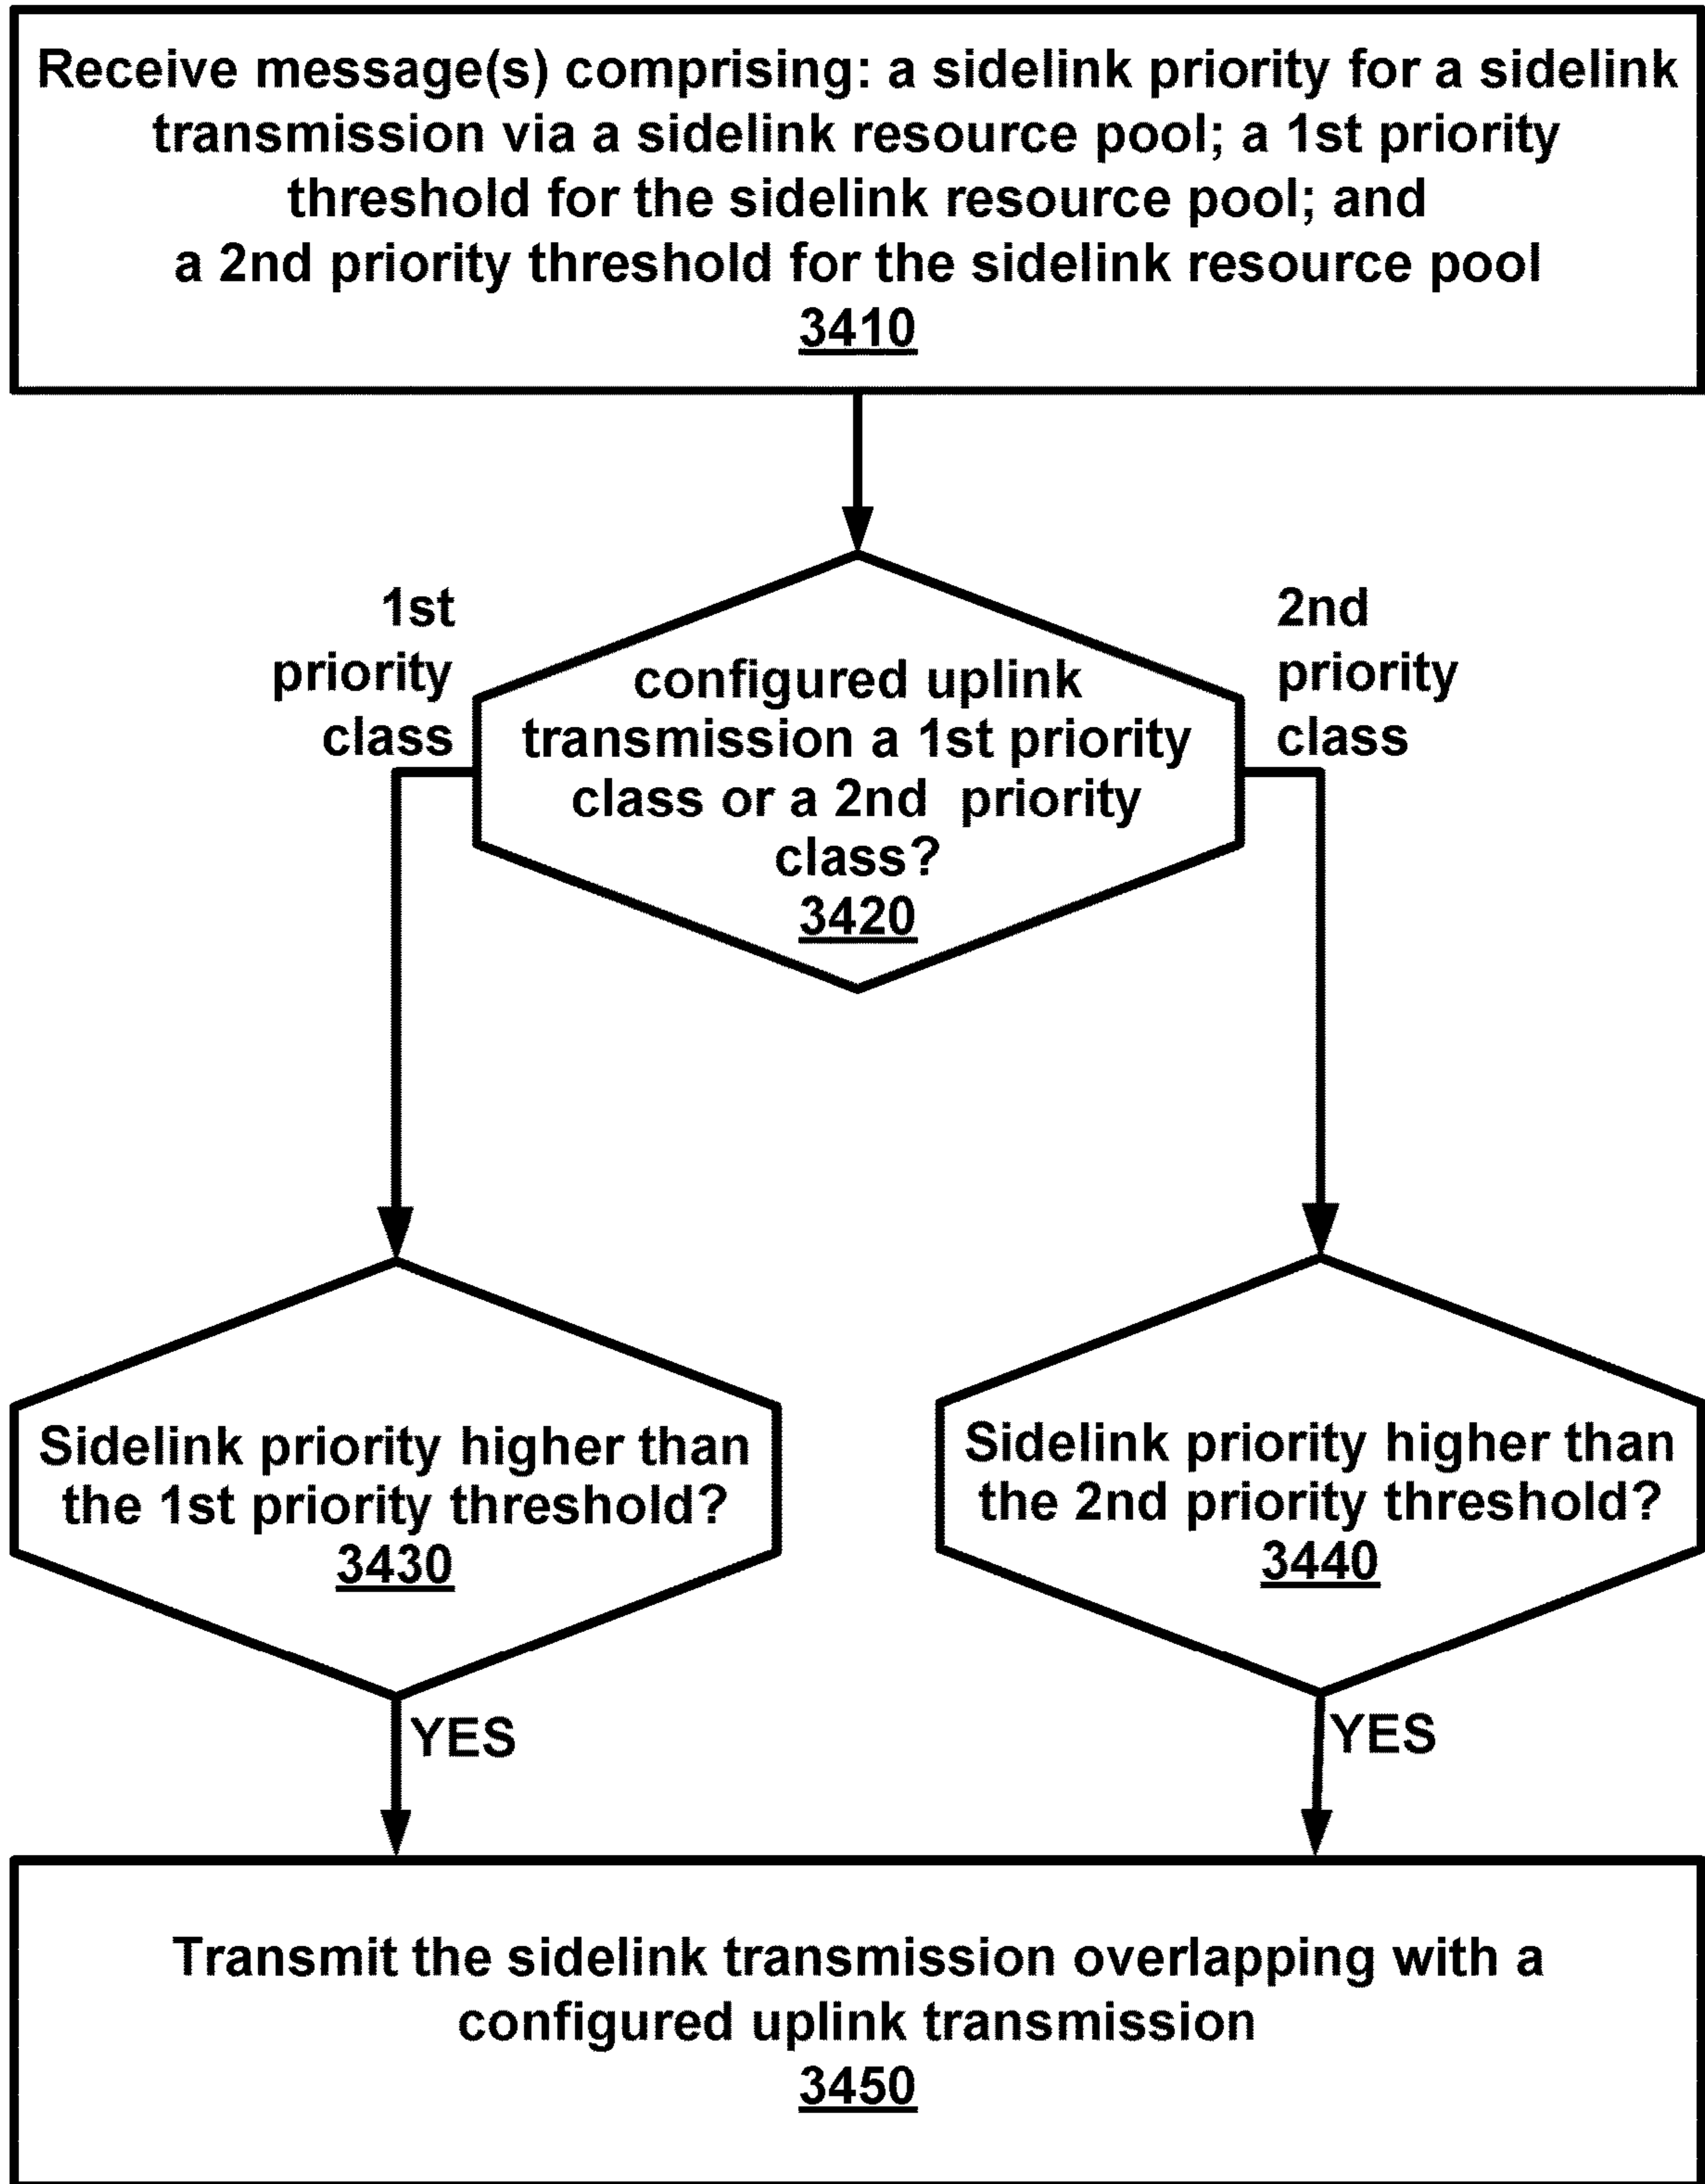 Receive message(s) comprising: a sidelink priority for a sidelink
transmission via a sidelink resource pool; a 1st priority
threshold for the sidelink resource pool; and
a 2nd priority threshold for the sidelink resource pool
3410
1st
priority
class
2nd
priority
class
configured uplink
transmission a 1st priority
class or a 2nd priority
class?
3420
Sidelink priority higher than
the 1st priority threshold?
3430
Sidelink priority higher than
the 2nd priority threshold?
3440
YES
YES
Transmit the sidelink transmission overlapping with a
configured uplink transmission
3450